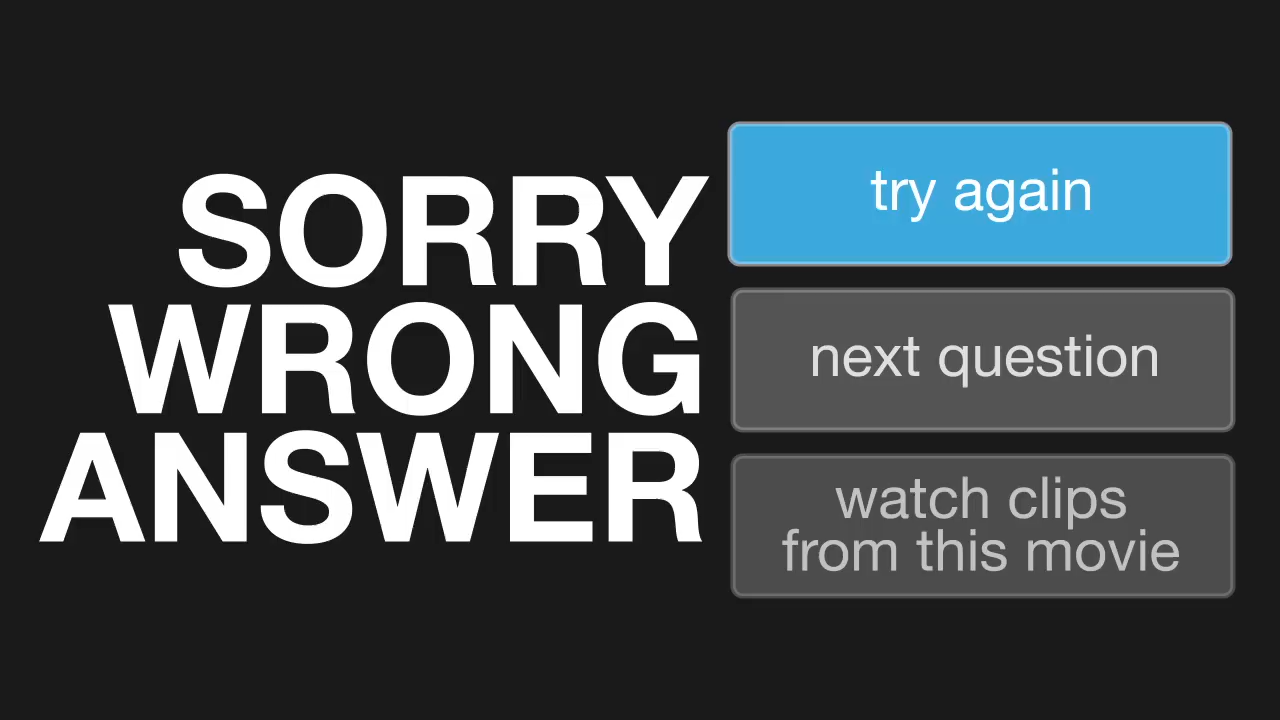 SORRY
WRONG
ANSWER
try again
next question
watch clips
from this movie